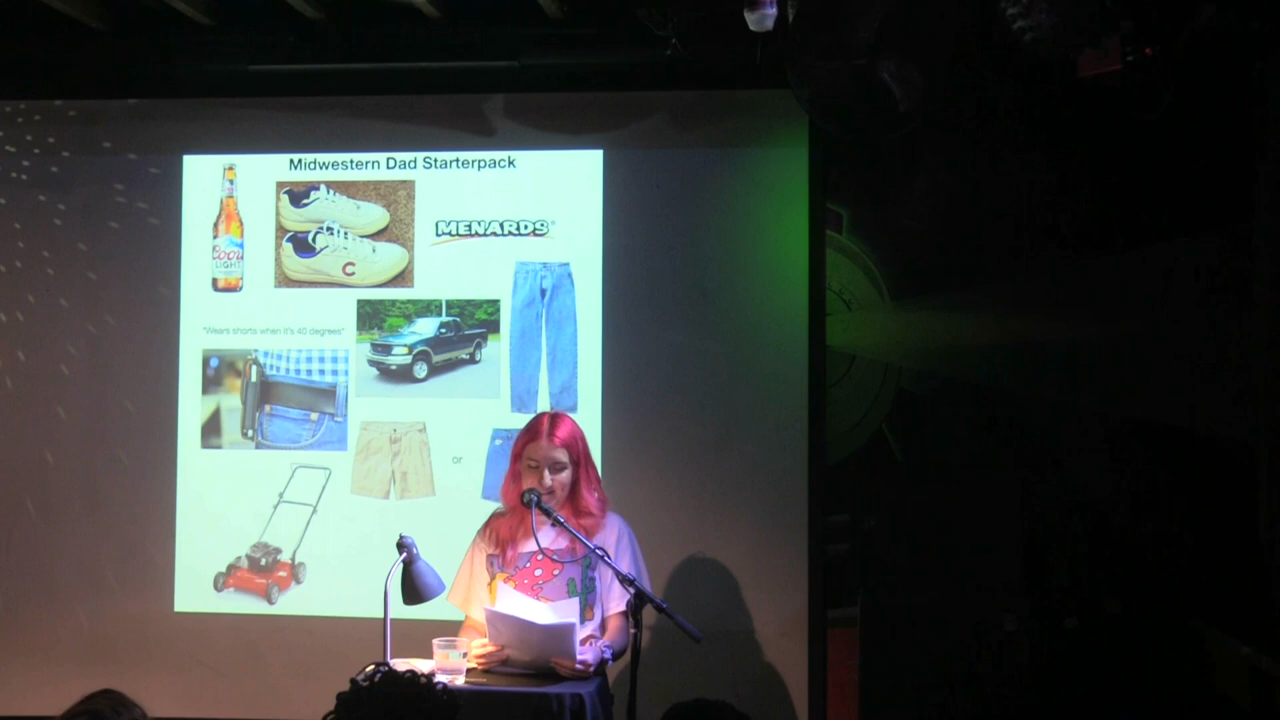 Midwestern Dad Starterpack
Coors
LIGHT
C
MENARDS®
"Wears shorts when it's 40 degrees"
or